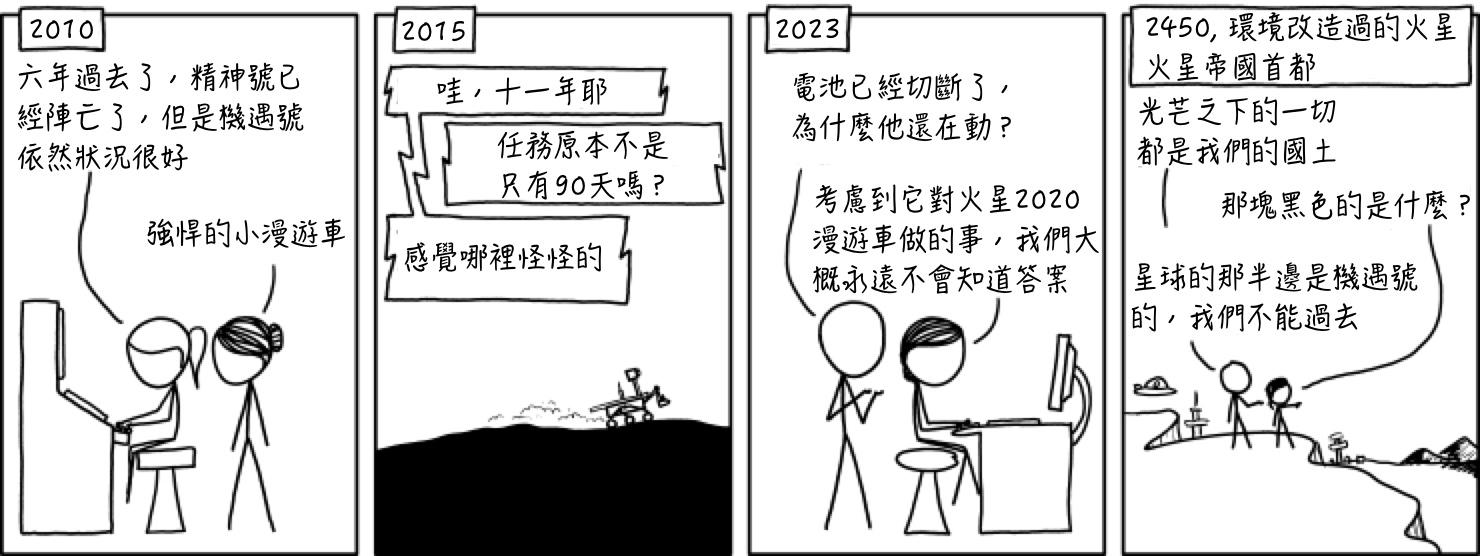 2010
六年過去了，精神號已
經陣亡了，但是機遇號
依然狀況很好
強悍的小漫遊車
2015
哇，十一年耶
任務原本不是
只有90天嗎？
感覺哪裡怪怪的
2023
電池已經切斷了，
為什麼他還在動？
考慮到它對火星2020
漫遊車做的事，我們大
概永遠不會知道答案
2450, 環境改造過的火星
火星帝國首都
光芒之下的一切
都是我們的國土
那塊黑色的是什麼？
星球的那半邊是機遇號
的，我們不能過去